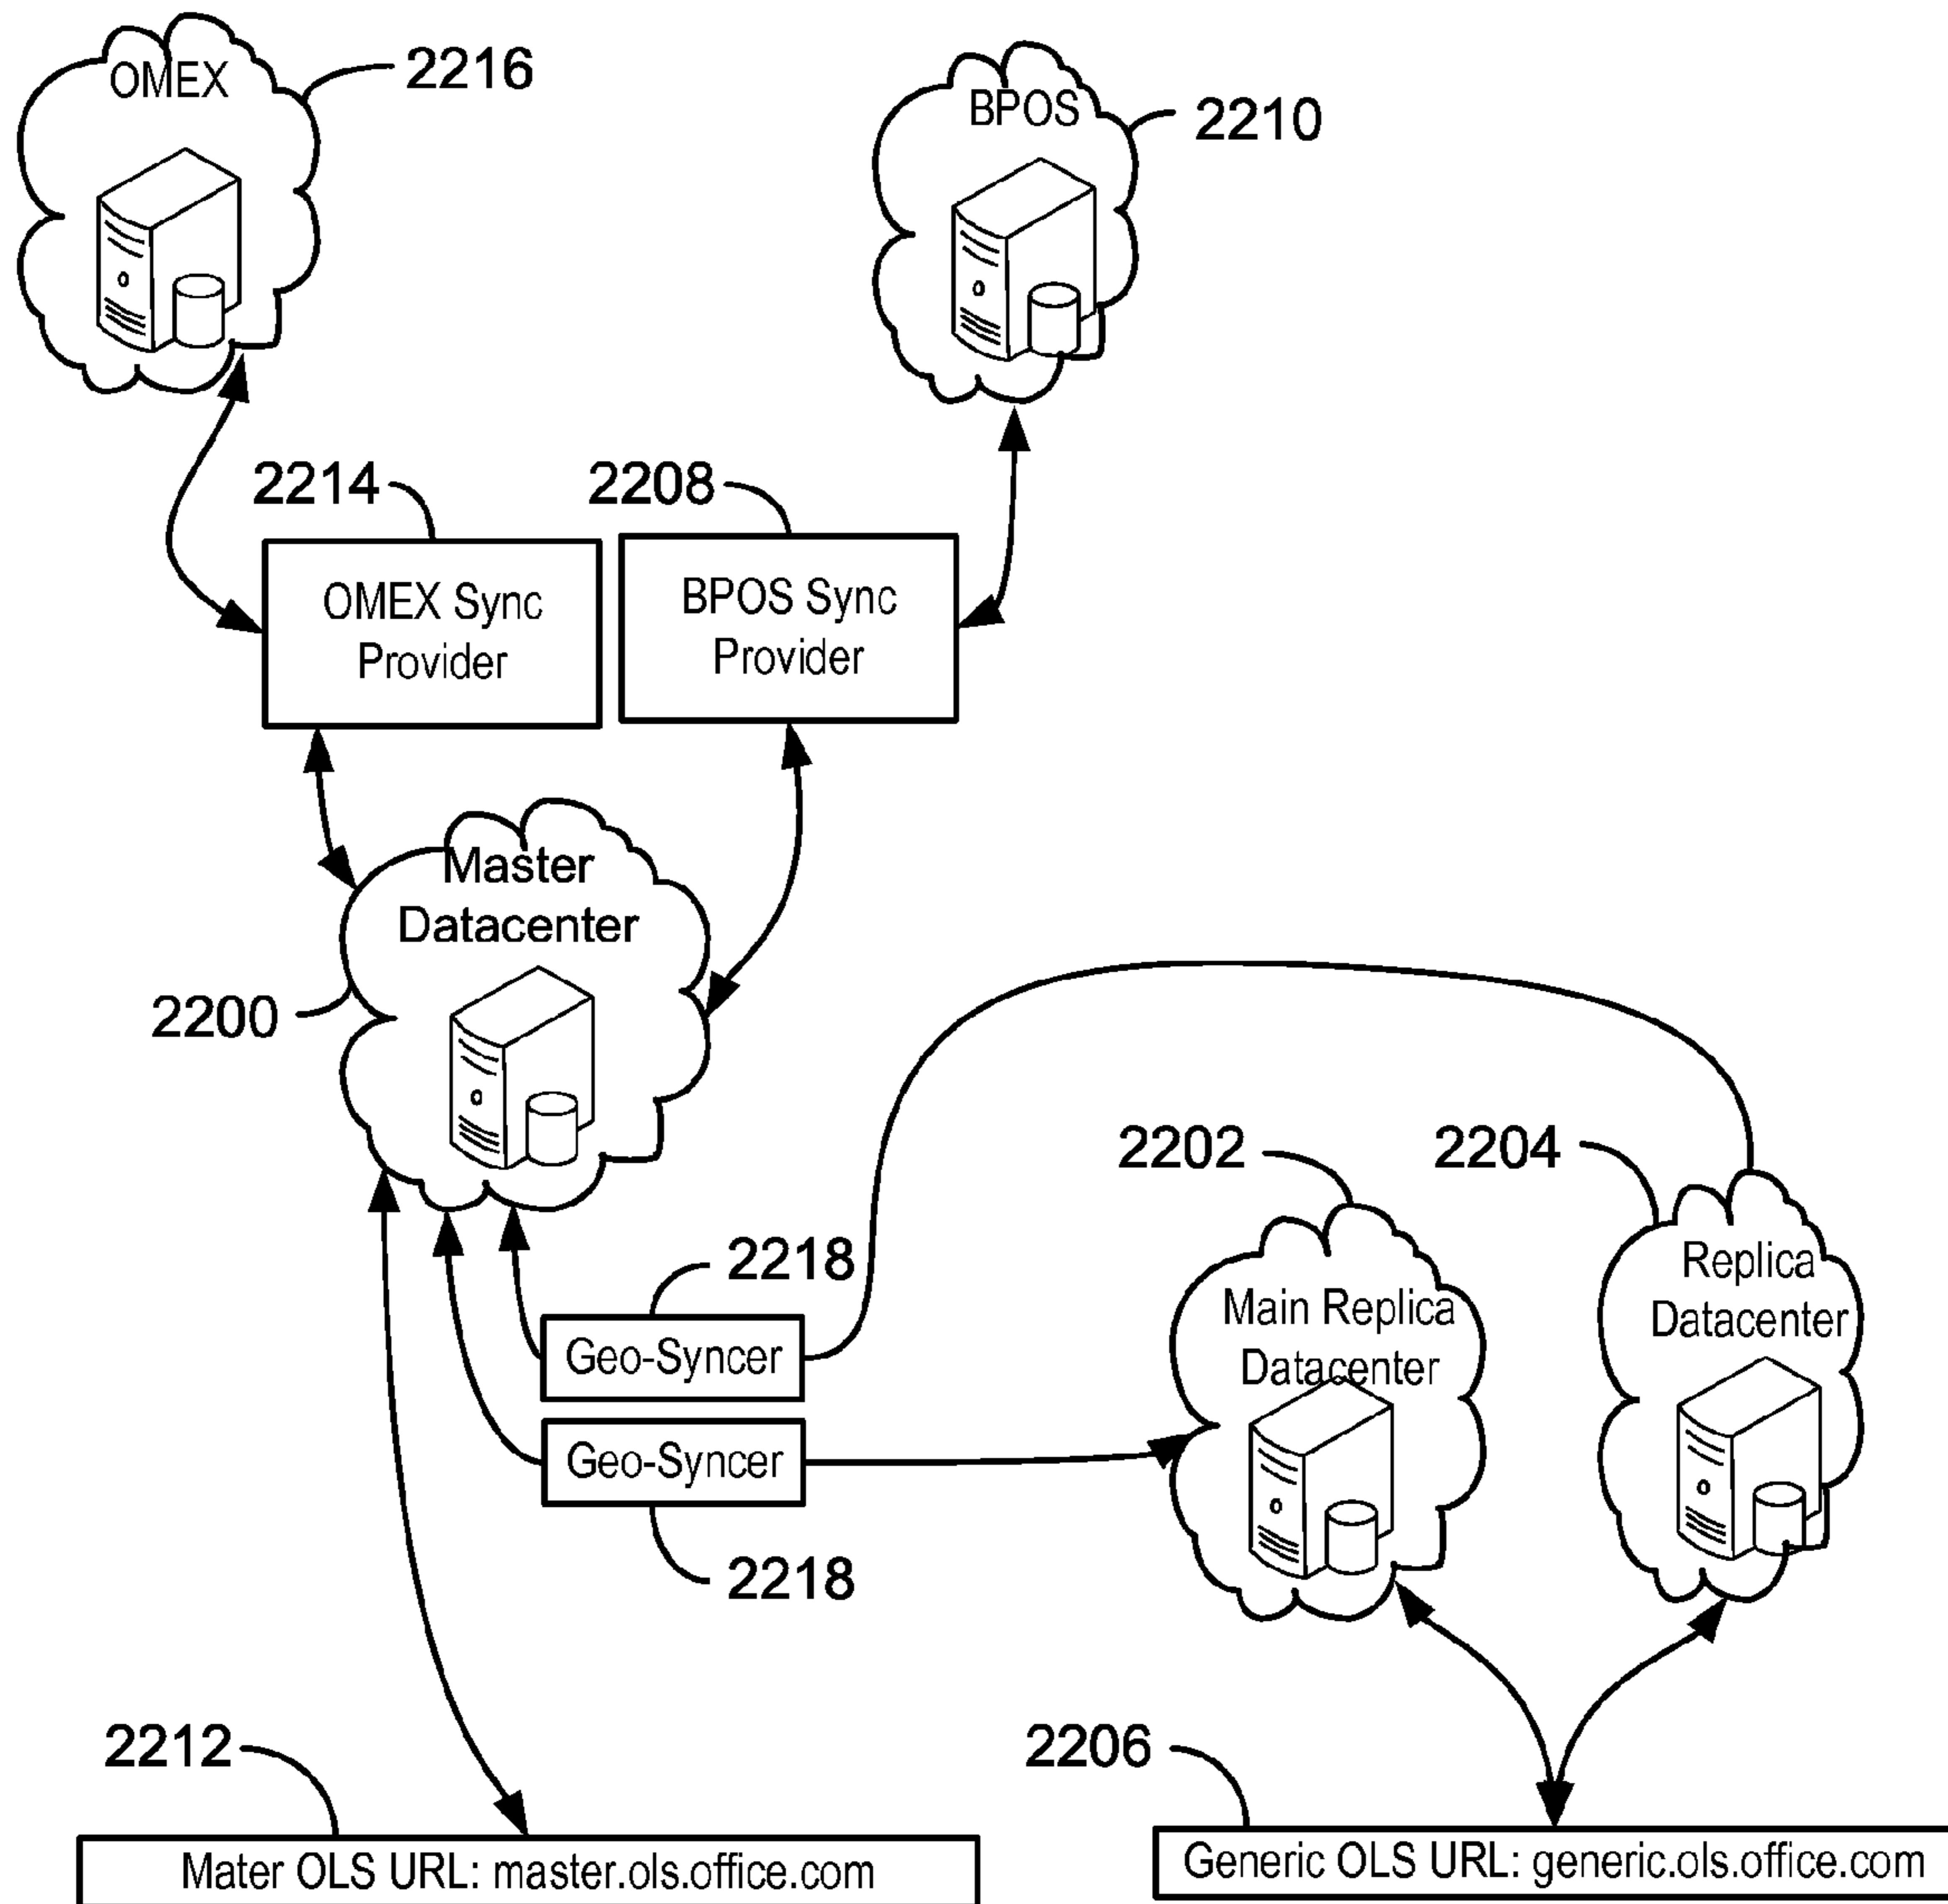 OMEX
2216
BPOS
2210
2214
2208
OMEX Sync
Provider
BPOS Sync
Provider
Master
Datacenter
2200
2202
2204
2218
Geo-Syncer
Geo-Syncer
2218
Main Replica
Datacenter
Replica
Datacenter
2212
2206
Mater OLS URL: master.ols.office.com
Generic OLS URL: generic.ols.office.com